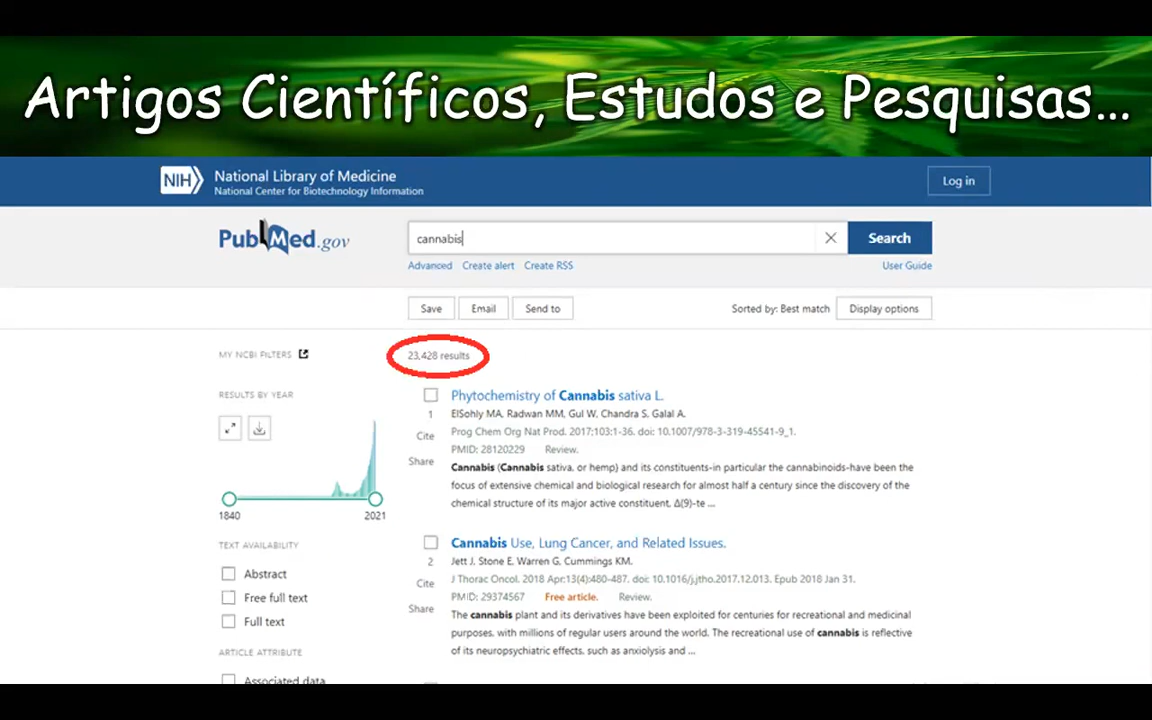 Artigos Científicos, Estudos e Pesquisas...
NIH National Library of Medicine
National Center for Biotechnology Information
Log in
PubMed.gov
cannabis
Search
Advanced Create alert Create RSS
User Guide
Save Email Send to
Sorted by: Best match Display options
MY NCBI FILTERS
23,428 results
RESULTS BY YEAR
1840 2021
TEXT AVAILABILITY
Abstract
Free full text
Full text
ARTICLE ATTRIBUTE
Associated data
Phytochemistry of Cannabis sativa L.
1
ElSohly MA, Radwan MM, Gul W, Chandra S, Galal A.
Cite
Prog Chem Org Nat Prod. 2017;103:1-36. doi: 10.1007/978-3-319-45541-9_1.
PMID: 28120229 Review.
Share
Cannabis (Cannabis sativa, or hemp) and its constituents-in particular the cannabinoids-have been the
focus of extensive chemical and biological research for almost half a century since the discovery of the
chemical structure of its major active constituent, Δ(9)-te ...
Cannabis Use, Lung Cancer, and Related Issues.
2
Jett J, Stone E, Warren G, Cummings KM.
Cite
J Thorac Oncol. 2018 Apr;13(4):480-487. doi: 10.1016/j.jtho.2017.12.013. Epub 2018 Jan 31.
PMID: 29374567 Free article. Review.
Share
The cannabis plant and its derivatives have been exploited for centuries for recreational and medicinal
purposes, with millions of regular users around the world. The recreational use of cannabis is reflective
of its neuropsychiatric effects, such as anxiolysis and ...